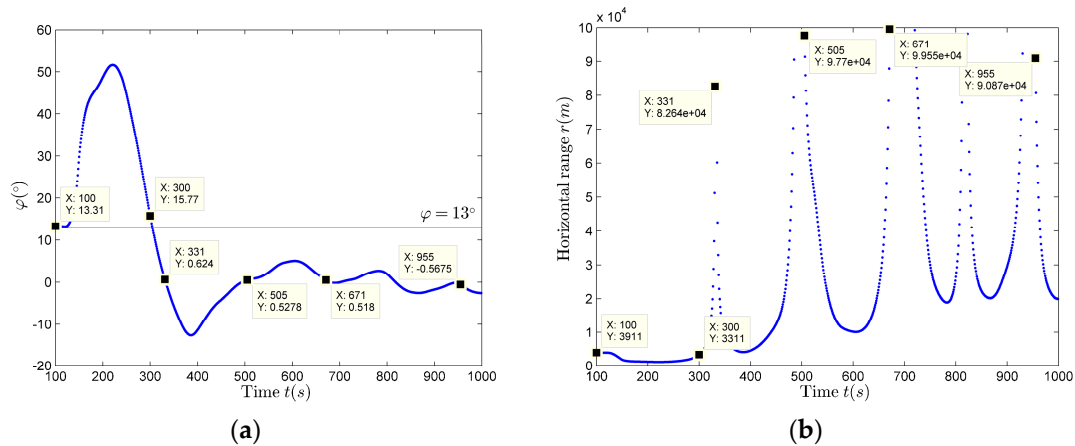 60
50
40
30
20
10
0
-10
-20
φ(°)
X: 100
Y: 13.31
X: 300
Y: 15.77
φ = 13°
X: 331
Y: 0.624
X: 505
Y: 0.5278
X: 671
Y: 0.518
X: 955
Y: -0.5675
100 200 300 400 500 600 700 800 900 1000
Time t(s)
(a)
x 10⁴
10
9
8
7
6
5
4
3
2
1
0
Horizontal range r(m)
X: 505
Y: 9.77e+04
X: 671
Y: 9.955e+04
X: 955
Y: 9.087e+04
X: 331
Y: 8.264e+04
X: 100
Y: 3911
X: 300
Y: 3311
100 200 300 400 500 600 700 800 900 1000
Time t(s)
(b)